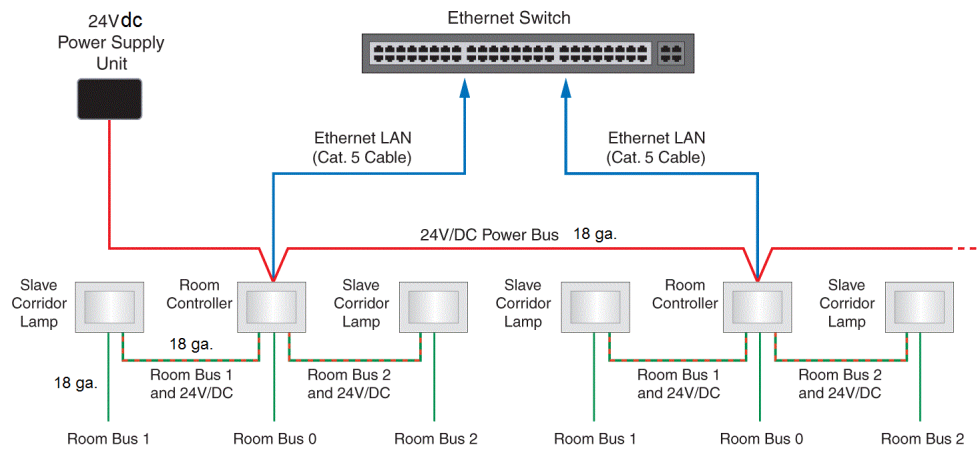 24Vdc
Power Supply
Unit
Ethernet Switch
Ethernet LAN
(Cat. 5 Cable)
Ethernet LAN
(Cat. 5 Cable)
24V/DC Power Bus 18 ga.
Slave
Corridor
Lamp
Room
Controller
Slave
Corridor
Lamp
Slave
Corridor
Lamp
Room
Controller
Slave
Corridor
Lamp
18 ga.
18 ga.
Room Bus 1
and 24V/DC
Room Bus 2
and 24V/DC
Room Bus 1
and 24V/DC
Room Bus 2
and 24V/DC
Room Bus 1
Room Bus 0
Room Bus 2
Room Bus 1
Room Bus 0
Room Bus 2